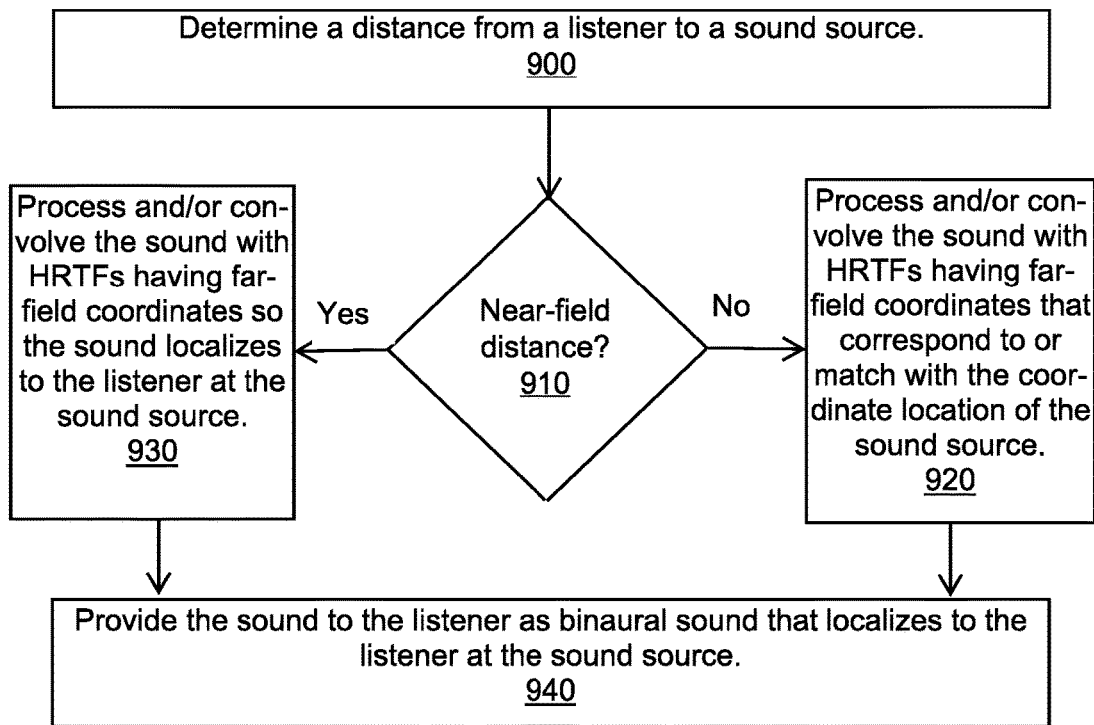 Determine a distance from a listener to a sound source.
900
Process and/or con-
volve the sound with
HRTFs having far-
field coordinates so
the sound localizes
to the listener at the
sound source.
930
Yes
Near-field
distance?
910
No
Process and/or con-
volve the sound with
HRTFs having far-
field coordinates that
correspond to or
match with the coor-
dinate location of the
sound source.
920
Provide the sound to the listener as binaural sound that localizes to the
listener at the sound source.
940